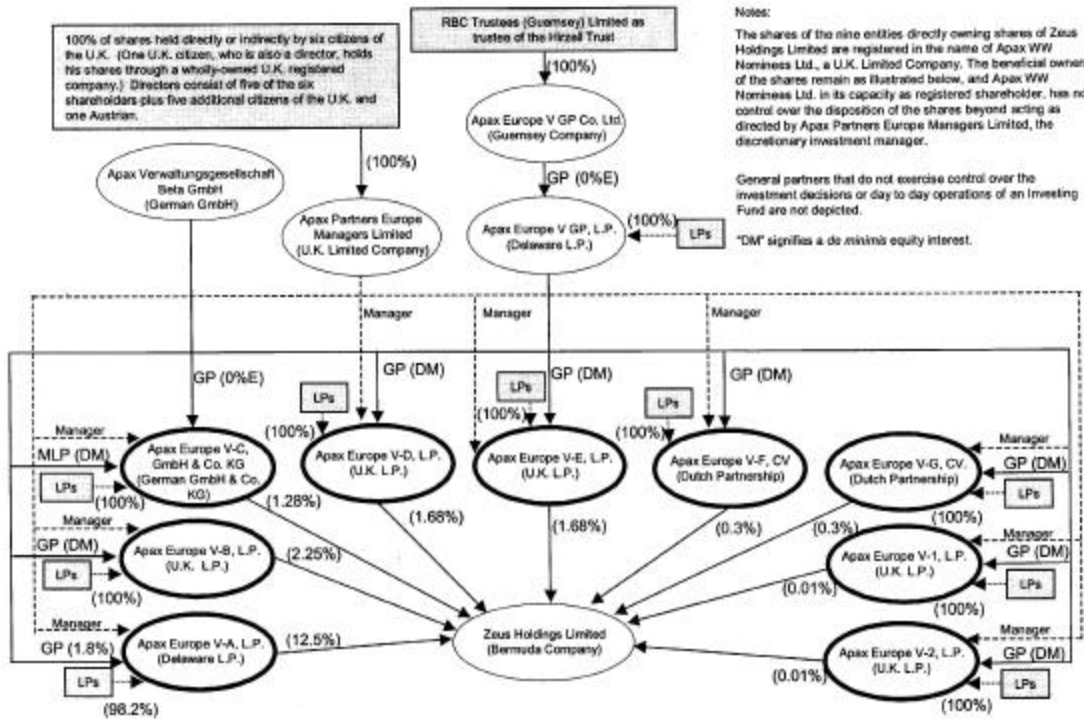 100% of shares held directly or indirectly by six citizens of
the U.K. (One U.K. citizen, who is also a director, holds
his shares through a wholly-owned U.K. registered
company.) Directors consist of five of the six
shareholders plus five additional citizens of the U.K. and
one Austrian.
RBC Trustees (Guernsey) Limited as
trustee of the Hirzell Trust
Notes:
The shares of the nine entities directly owning shares of Zeus
Holdings Limited are registered in the name of Apax WW
Nominess Ltd., a U.K. Limited Company. The beneficial owners
of the shares remain as illustrated below, and Apax WW
Nominess Ltd. in its capacity as registered shareholder, has no
control over the disposition of the shares beyond acting as
directed by Apax Partners Europe Managers Limited, the
discretionary investment manager.
General partners that do not exercise control over the
investment decisions or day to day operations of an Investing
Fund are not depicted.
"DM" signifies a de minimis equity interest.
(100%)
Apax Europe V GP Co. Ltd.
(Guernsey Company)
(100%)
GP (0%E)
Apax Verwaltungsgesellschaft
Beta GmbH
(German GmbH)
Apax Partners Europe
Managers Limited
(U.K. Limited Company)
Apax Europe V GP, L.P.
(Delaware L.P.)
(100%)
LPs
Manager
Manager
Manager
GP (0%E)
GP (DM)
GP (DM)
GP (DM)
LPs
LPs
LPs
(100%)
(100%)
(100%)
Manager
MLP (DM)
LPs
(100%)
Apax Europe V-C,
GmbH & Co. KG
(German GmbH & Co.
KG)
(1.28%)
Apax Europe V-D, L.P.
(U.K. L.P.)
(1.68%)
Apax Europe V-E, L.P.
(U.K. L.P.)
(1.68%)
Apax Europe V-F, CV
(Dutch Partnership)
(0.3%)
Apax Europe V-G, CV.
(Dutch Partnership)
(0.3%)
Manager
GP (DM)
LPs
(100%)
Manager
GP (DM)
LPs
(100%)
Apax Europe V-B, L.P.
(U.K. L.P.)
(2.25%)
Apax Europe V-1, L.P.
(U.K. L.P.)
(0.01%)
Manager
GP (DM)
LPs
(100%)
Manager
GP (1.8%)
LPs
(98.2%)
Apax Europe V-A, L.P.
(Delaware L.P.)
(12.5%)
Zeus Holdings Limited
(Bermuda Company)
Apax Europe V-2, L.P.
(U.K. L.P.)
(0.01%)
Manager
GP (DM)
LPs
(100%)